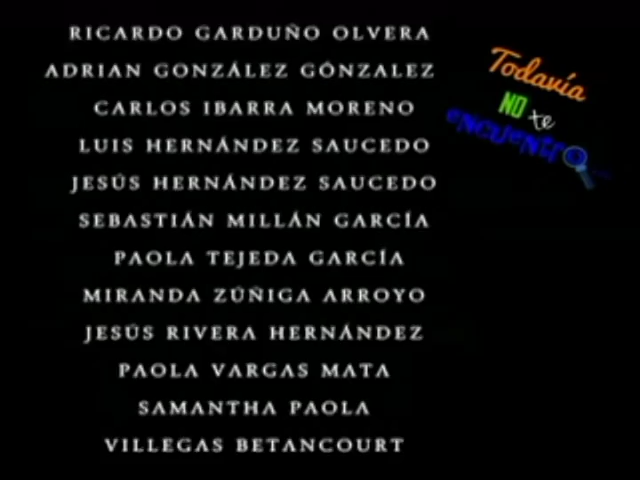 RICARDO GARDUÑO OLVERA
ADRIAN GONZÁLEZ GÓNZALEZ
CARLOS IBARRA MORENO
LUIS HERNÁNDEZ SAUCEDO
JESÚS HERNÁNDEZ SAUCEDO
SEBASTIÁN MILLÁN GARCÍA
PAOLA TEJEDA GARCÍA
MIRANDA ZÚÑIGA ARROYO
JESÚS RIVERA HERNÁNDEZ
PAOLA VARGAS MATA
SAMANTHA PAOLA
VILLEGAS BETANCOURT
Todavía
NO te
encuentro...